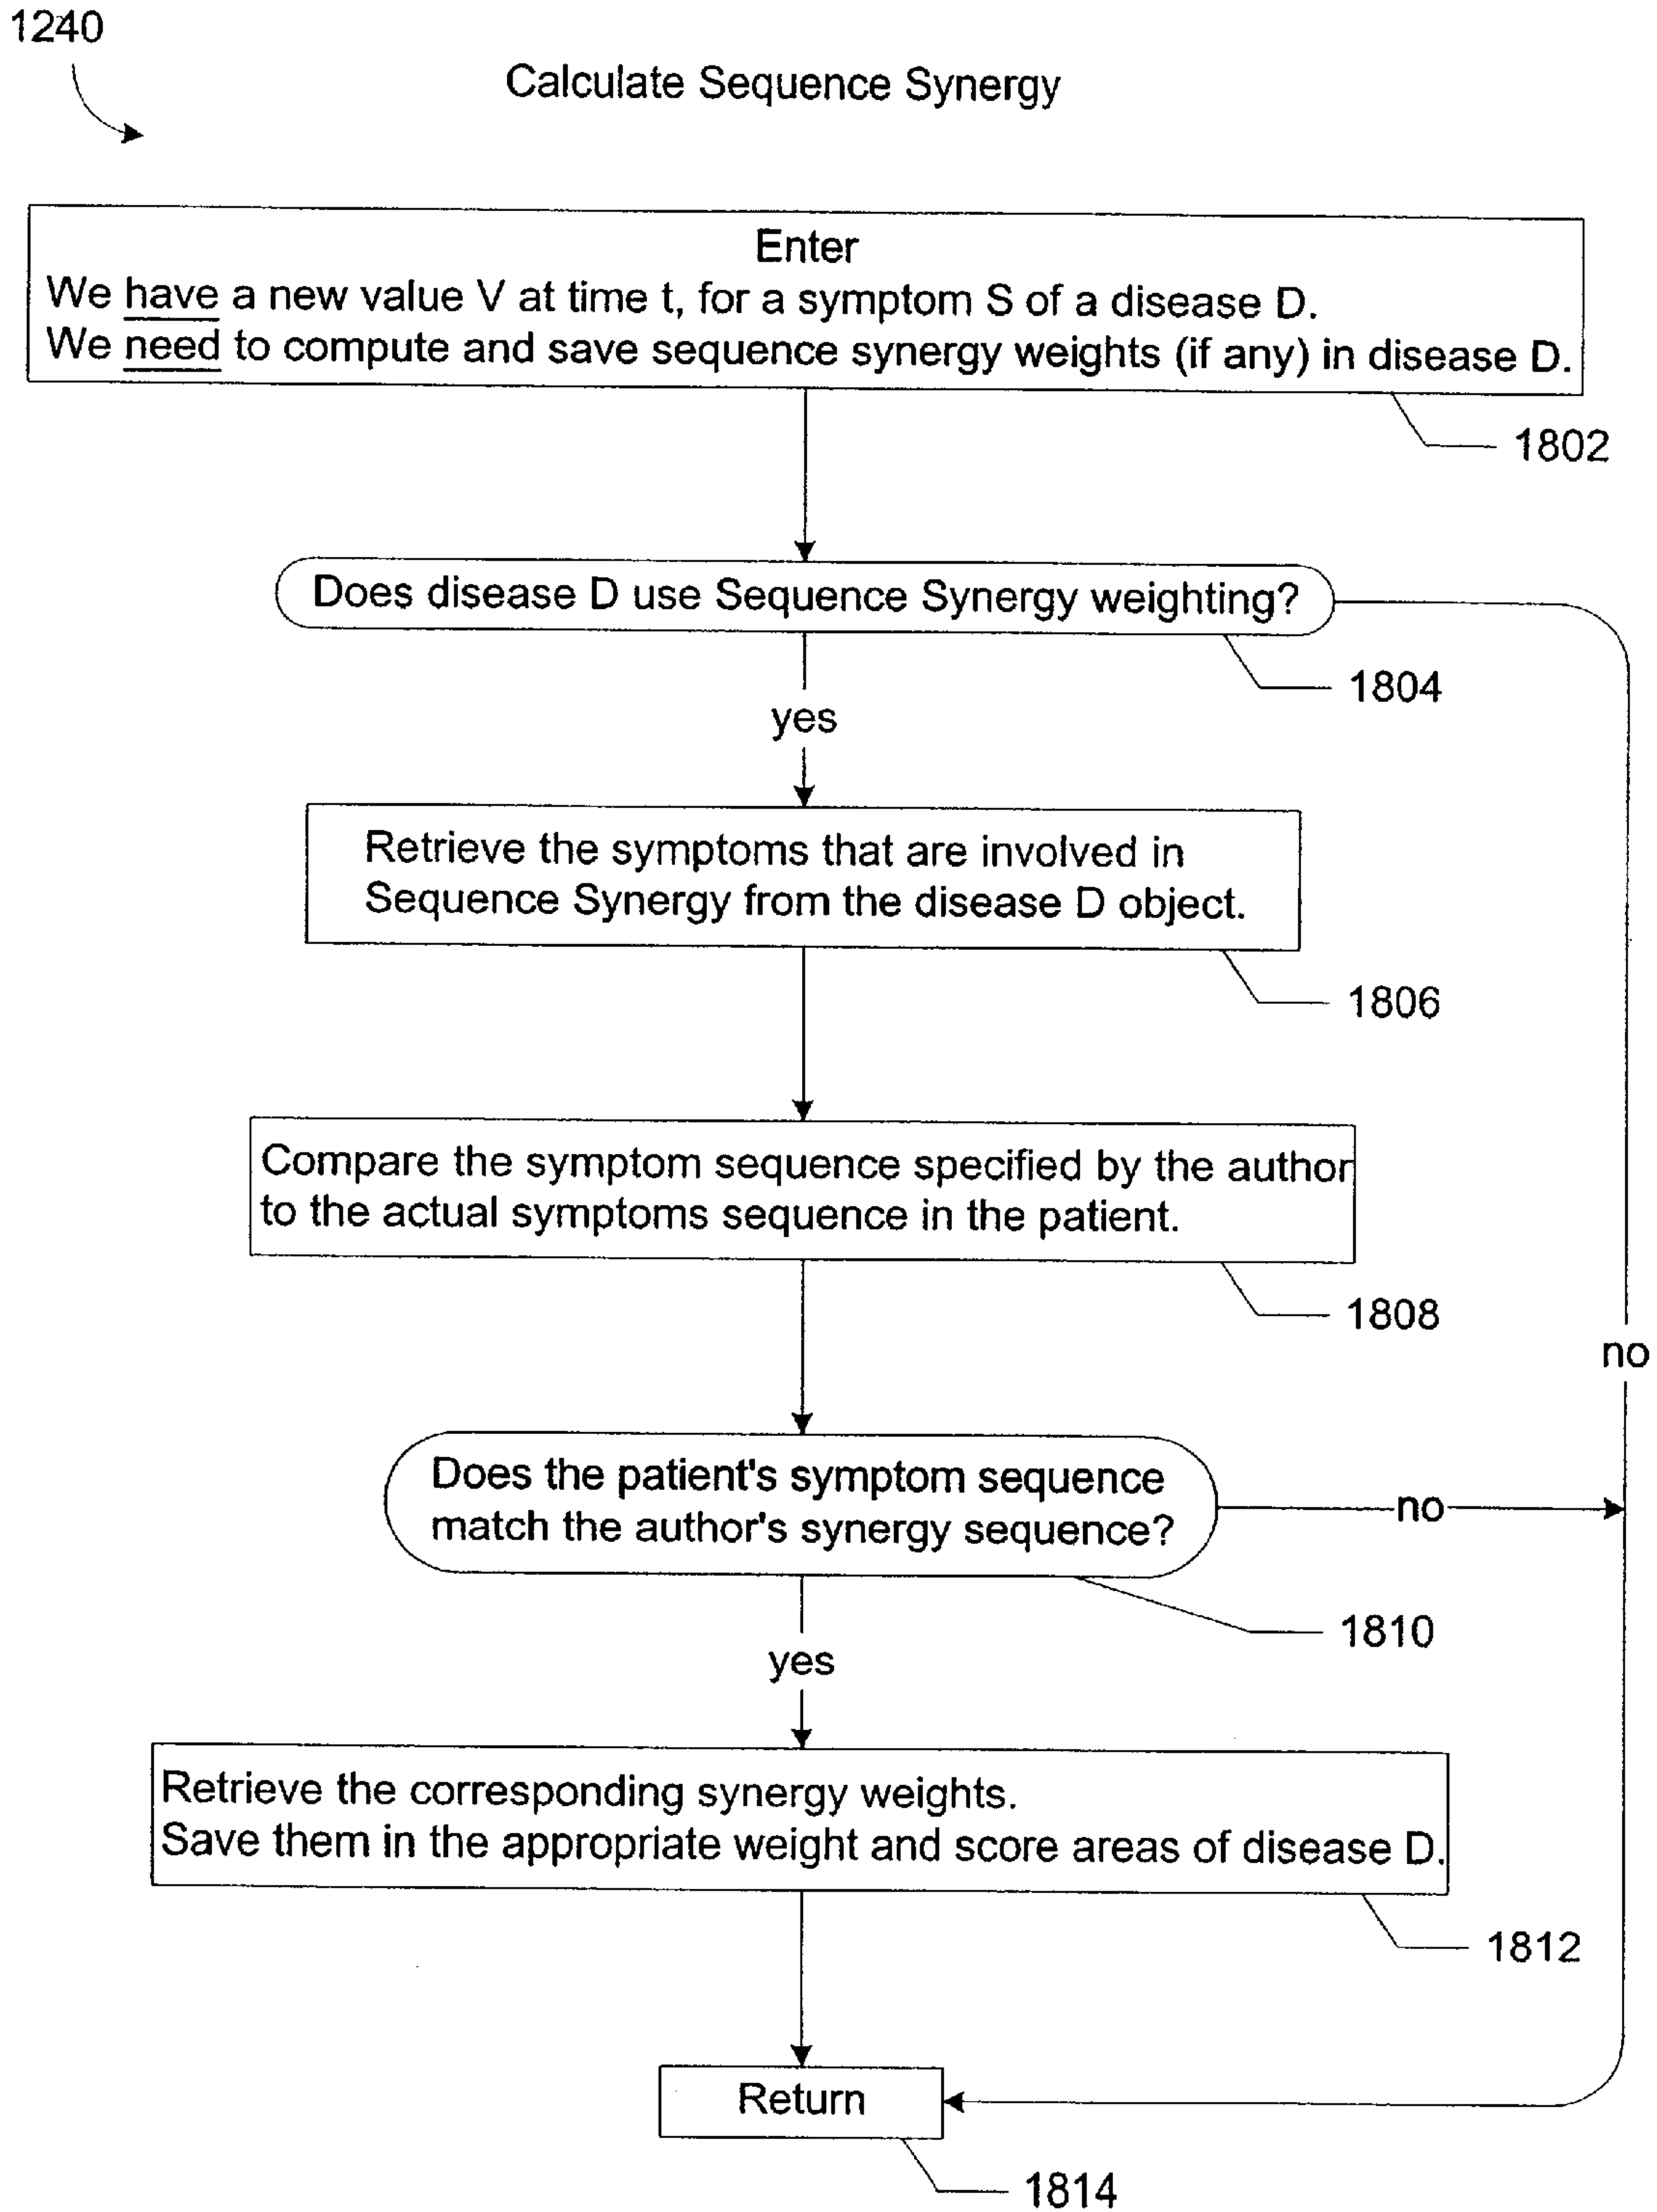 1240
Calculate Sequence Synergy
Enter
We have a new value V at time t, for a symptom S of a disease D.
We need to compute and save sequence synergy weights (if any) in disease D.
1802
Does disease D use Sequence Synergy weighting?
1804
yes
Retrieve the symptoms that are involved in
Sequence Synergy from the disease D object.
1806
Compare the symptom sequence specified by the author
to the actual symptoms sequence in the patient.
1808
no
Does the patient's symptom sequence
match the author's synergy sequence?
no
1810
yes
Retrieve the corresponding synergy weights.
Save them in the appropriate weight and score areas of disease D.
1812
Return
1814